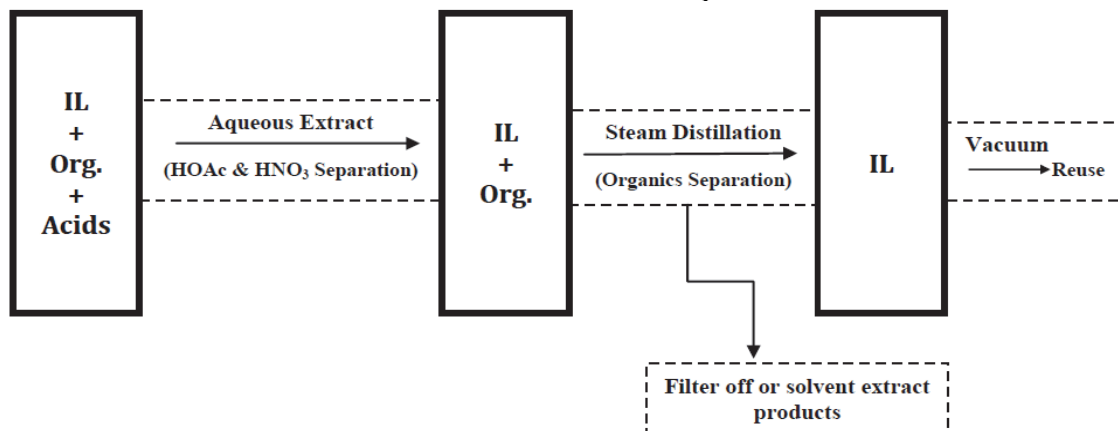 IL
+
Org.
+
Acids
Aqueous Extract
(HOAc & HNO₃ Separation)
IL
+
Org.
Steam Distillation
(Organics Separation)
IL
Vacuum
Reuse
Filter off or solvent extract
products